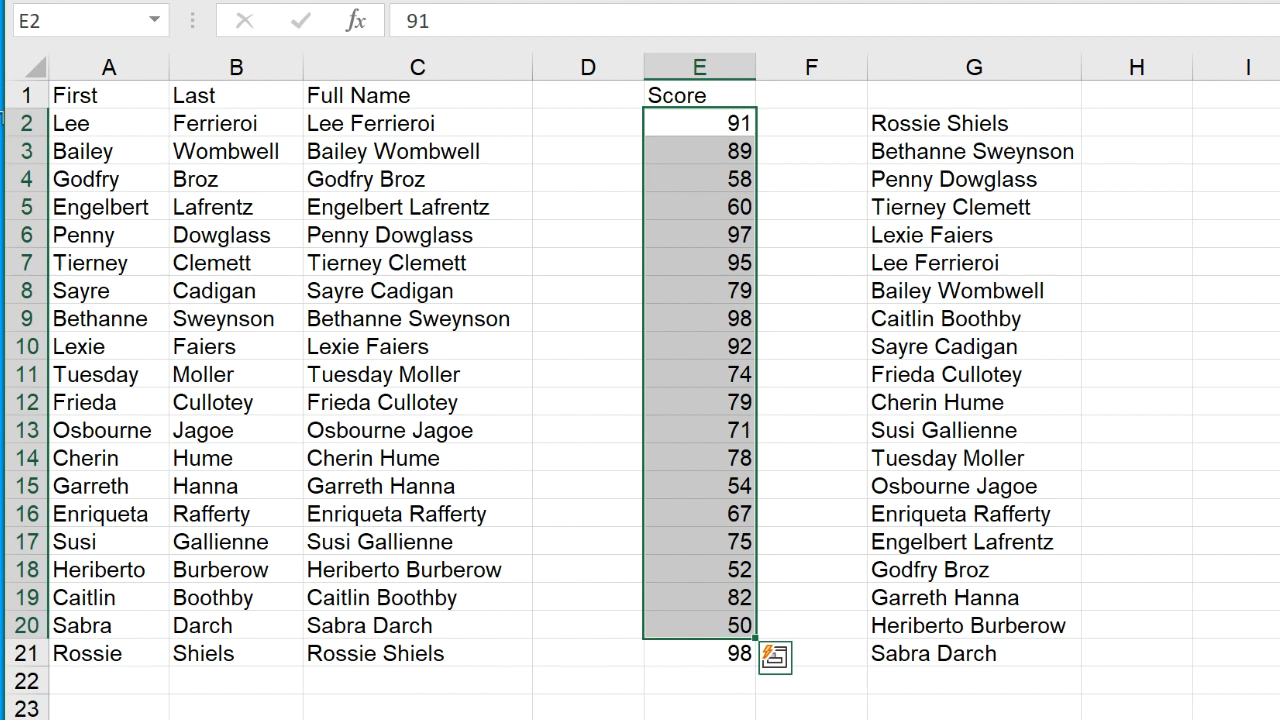 E2 fx 91
A B C D E F G H I
1 First Last Full Name Score
2 Lee Ferrieroi Lee Ferrieroi 91 Rossie Shiels
3 Bailey Wombwell Bailey Wombwell 89 Bethanne Sweynson
4 Godfry Broz Godfry Broz 58 Penny Dowglass
5 Engelbert Lafrentz Engelbert Lafrentz 60 Tierney Clemett
6 Penny Dowglass Penny Dowglass 97 Lexie Faiers
7 Tierney Clemett Tierney Clemett 95 Lee Ferrieroi
8 Sayre Cadigan Sayre Cadigan 79 Bailey Wombwell
9 Bethanne Sweynson Bethanne Sweynson 98 Caitlin Boothby
10 Lexie Faiers Lexie Faiers 92 Sayre Cadigan
11 Tuesday Moller Tuesday Moller 74 Frieda Cullotey
12 Frieda Cullotey Frieda Cullotey 79 Cherin Hume
13 Osbourne Jagoe Osbourne Jagoe 71 Susi Gallienne
14 Cherin Hume Cherin Hume 78 Tuesday Moller
15 Garreth Hanna Garreth Hanna 54 Osbourne Jagoe
16 Enriqueta Rafferty Enriqueta Rafferty 67 Enriqueta Rafferty
17 Susi Gallienne Susi Gallienne 75 Engelbert Lafrentz
18 Heriberto Burberow Heriberto Burberow 52 Godfry Broz
19 Caitlin Boothby Caitlin Boothby 82 Garreth Hanna
20 Sabra Darch Sabra Darch 50 Heriberto Burberow
21 Rossie Shiels Rossie Shiels 98 Sabra Darch
22
23